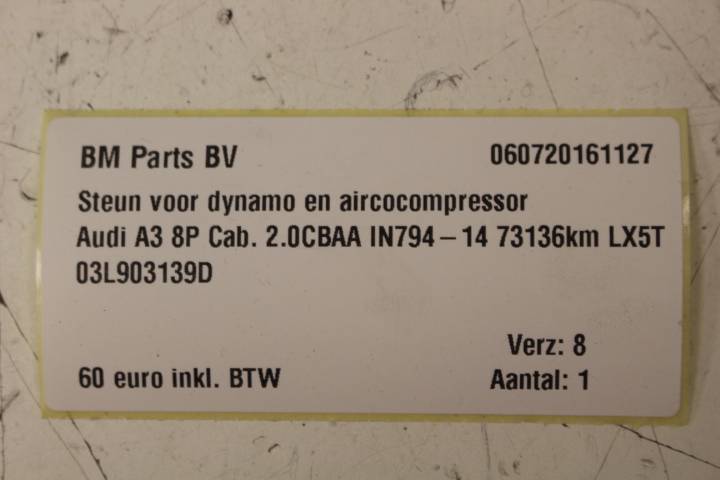 BM Parts BV 060720161127
Steun voor dynamo en aircocompressor
Audi A3 8P Cab. 2.0CBAA IN794-14 73136km LX5T
03L903139D
Verz: 8
60 euro inkl. BTW Aantal: 1